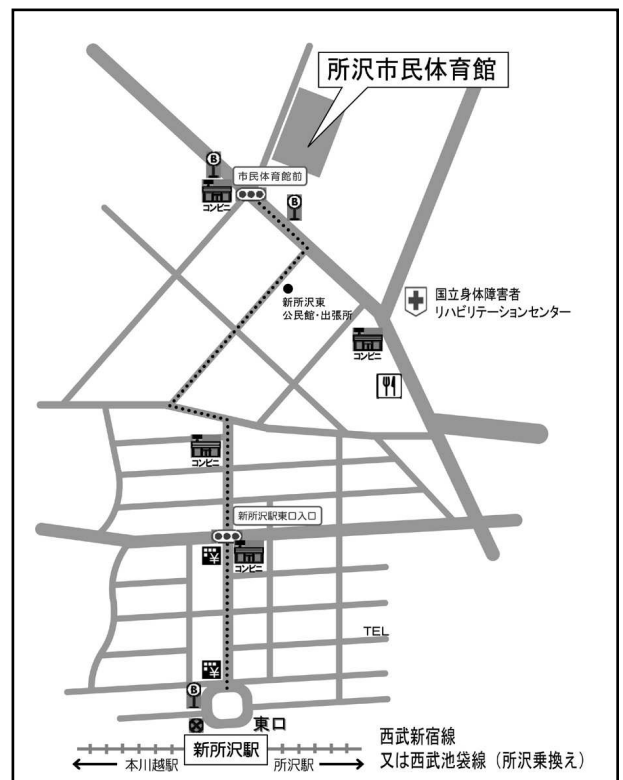 所沢市民体育館
B
市民体育館前
コンビニ
B
新所沢東
公民館・出張所
国立身体障害者
リハビリテーションセンター
コンビニ
コンビニ
新所沢駅東口入口
コンビニ
TEL
B
東口
新所沢駅
本川越駅
所沢駅
西武新宿線
又は西武池袋線（所沢乗換え）